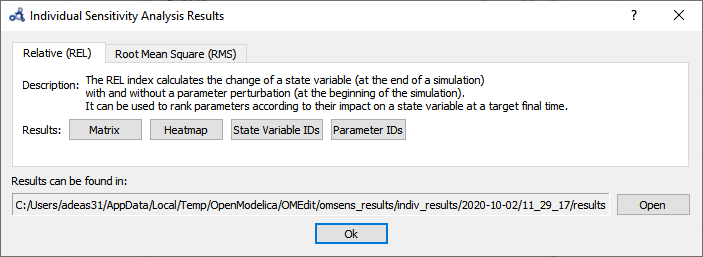 Individual Sensitivity Analysis Results
Relative (REL) Root Mean Square (RMS)
Description: The REL index calculates the change of a state variable (at the end of a simulation)
with and without a parameter perturbation (at the beginning of the simulation).
It can be used to rank parameters according to their impact on a state variable at a target final time.
Results: Matrix Heatmap State Variable IDs Parameter IDs
Results can be found in:
C:/Users/adeas31/AppData/Local/Temp/OpenModelica/OMEdit/omsens_results/indiv_results/2020-10-02/11_29_17/results Open
Ok